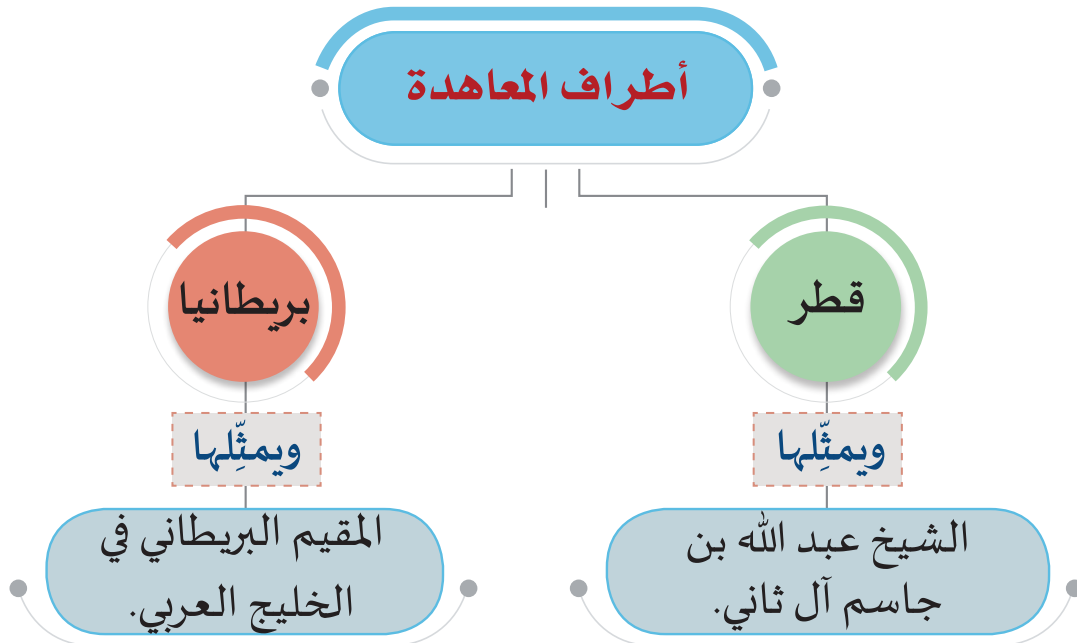 أطراف المعاهدة
قطر
ويمثِّلها
الشيخ عبد الله بن
جاسم آل ثاني.
بريطانيا
ويمثِّلها
المقيم البريطاني في
الخليج العربي.